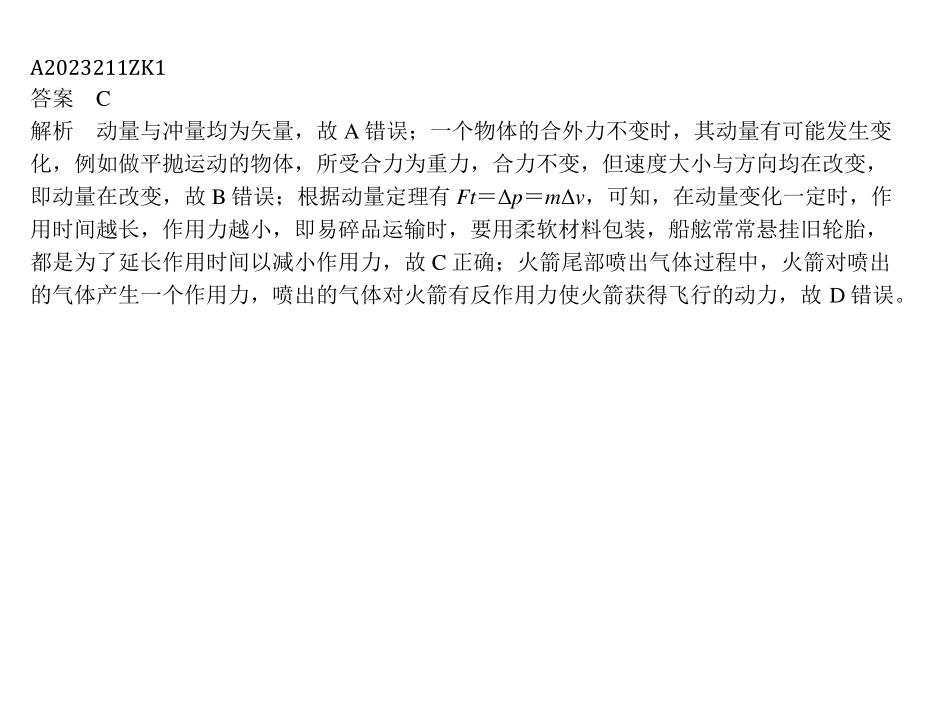 A2023211ZK1
答案　C
解析　动量与冲量均为矢量，故 A 错误；一个物体的合外力不变时，其动量有可能发生变
化，例如做平抛运动的物体，所受合力为重力，合力不变，但速度大小与方向均在改变，
即动量在改变，故 B 错误；根据动量定理有 Ft＝Δp＝mΔv，可知，在动量变化一定时，作
用时间越长，作用力越小，即易碎品运输时，要用柔软材料包装，船舷常常悬挂旧轮胎，
都是为了延长作用时间以减小作用力，故 C 正确；火箭尾部喷出气体过程中，火箭对喷出
的气体产生一个作用力，喷出的气体对火箭有反作用力使火箭获得飞行的动力，故 D 错误。